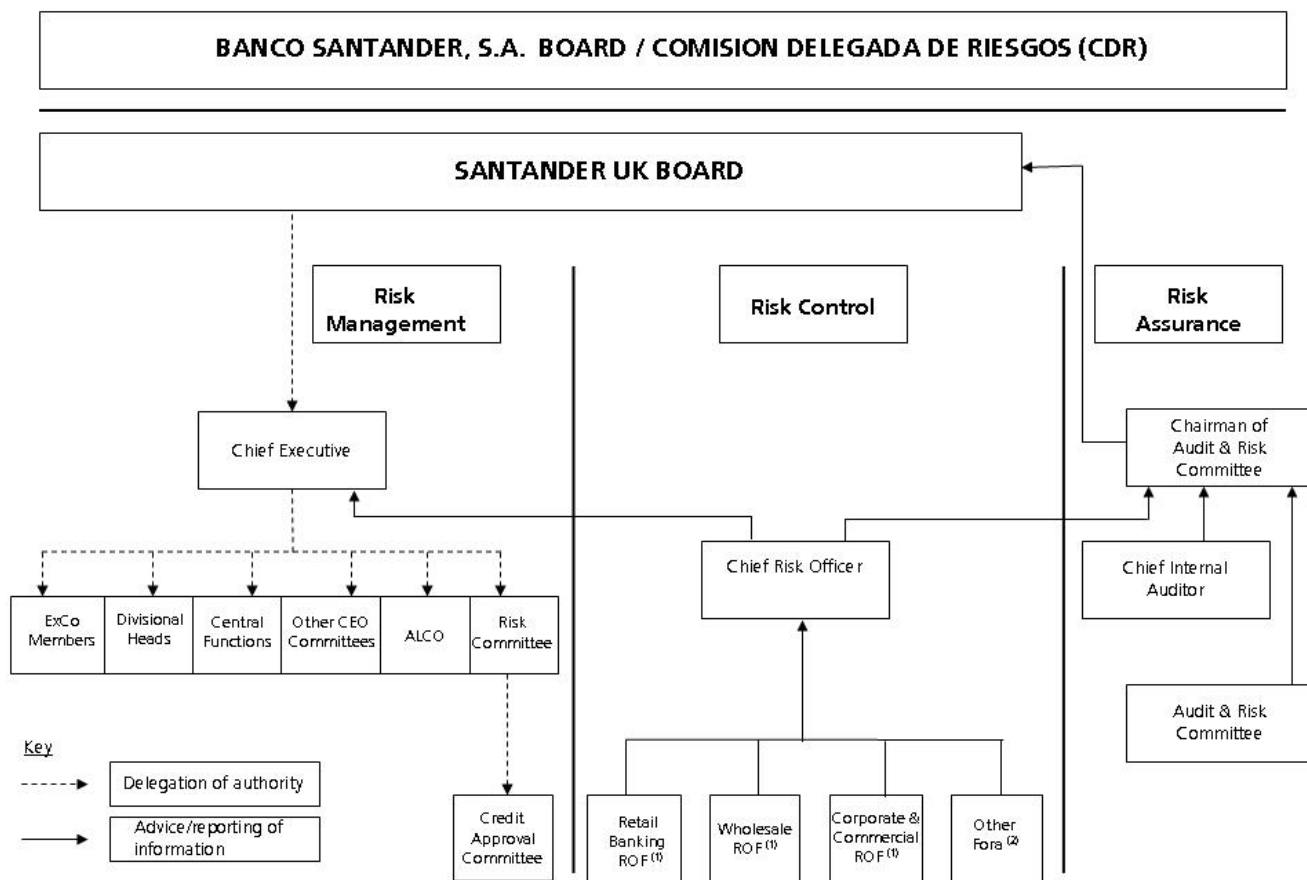 BANCO SANTANDER, S.A. BOARD / COMISION DELEGADA DE RIESGOS (CDR)
SANTANDER UK BOARD
Risk
Management
Risk Control
Risk
Assurance
Chief Executive
Chairman of
Audit & Risk
Committee
Chief Risk Officer
Chief Internal
Auditor
ExCo
Members
Divisional
Heads
Central
Functions
Other CEO
Committees
ALCO
Risk
Committee
Audit & Risk
Committee
Key
Delegation of authority
Advice/reporting of
information
Credit
Approval
Committee
Retail
Banking
ROF (1)
Wholesale
ROF (1)
Corporate &
Commercial
ROF (1)
Other
Fora (2)